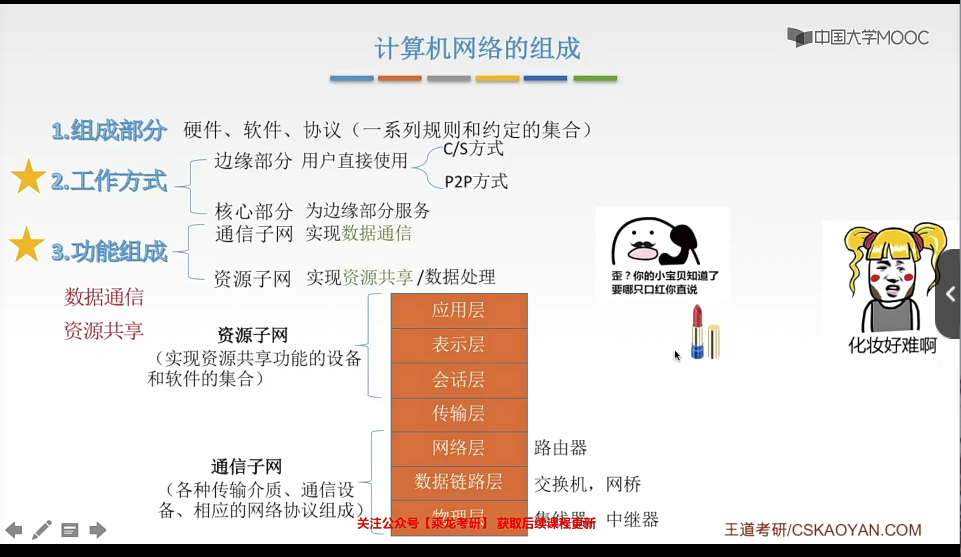 计算机网络的组成
中国大学MOOC
1.组成部分 硬件、软件、协议（一系列规则和约定的集合）
2.工作方式
边缘部分 用户直接使用
C/S方式
P2P方式
核心部分 为边缘部分服务
3.功能组成
通信子网 实现数据通信
资源子网 实现资源共享/数据处理
数据通信
资源共享
歪？你的小宝贝知道了
要哪只口红你直说
化妆好难啊
资源子网
（实现资源共享功能的设备
和软件的集合）
应用层
表示层
会话层
传输层
网络层 路由器
数据链路层 交换机，网桥
物理层 集线器、中继器
通信子网
（各种传输介质、通信设
备、相应的网络协议组成）
关注公众号【乘龙考研】 获取后续课程更新
王道考研/CSKAOYAN.COM